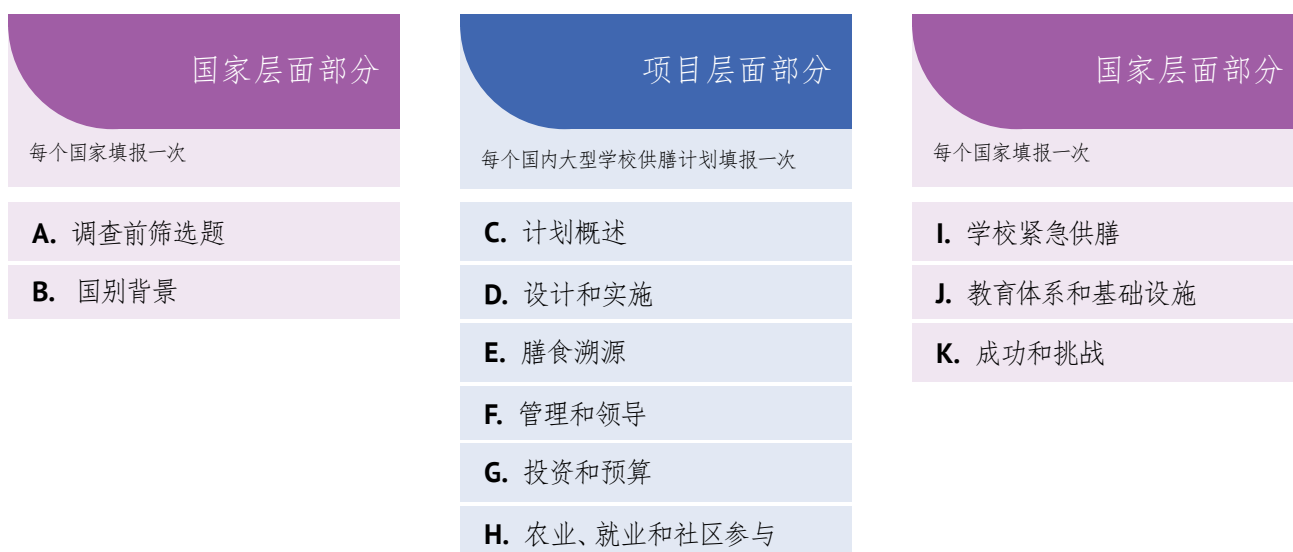 国家层面部分
每个国家填报一次
A. 调查前筛选题
B. 国别背景
项目层面部分
每个国内大型学校供膳计划填报一次
C. 计划概述
D. 设计和实施
E. 膳食溯源
F. 管理和领导
G. 投资和预算
H. 农业、就业和社区参与
国家层面部分
每个国家填报一次
I. 学校紧急供膳
J. 教育体系和基础设施
K. 成功和挑战